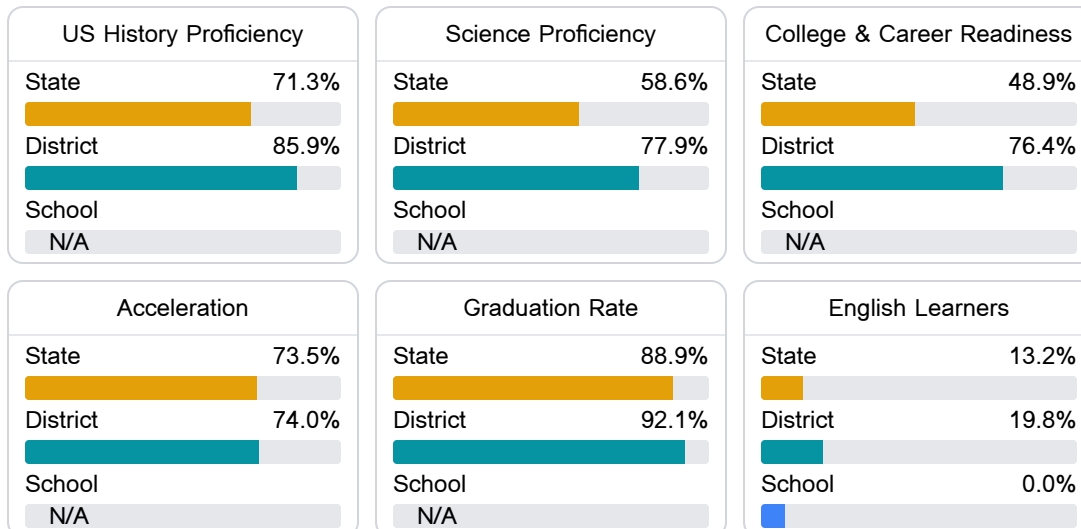 US History Proficiency
State 71.3%
District 85.9%
School
N/A
Science Proficiency
State 58.6%
District 77.9%
School
N/A
College & Career Readiness
State 48.9%
District 76.4%
School
N/A
Acceleration
State 73.5%
District 74.0%
School
N/A
Graduation Rate
State 88.9%
District 92.1%
School
N/A
English Learners
State 13.2%
District 19.8%
School 0.0%